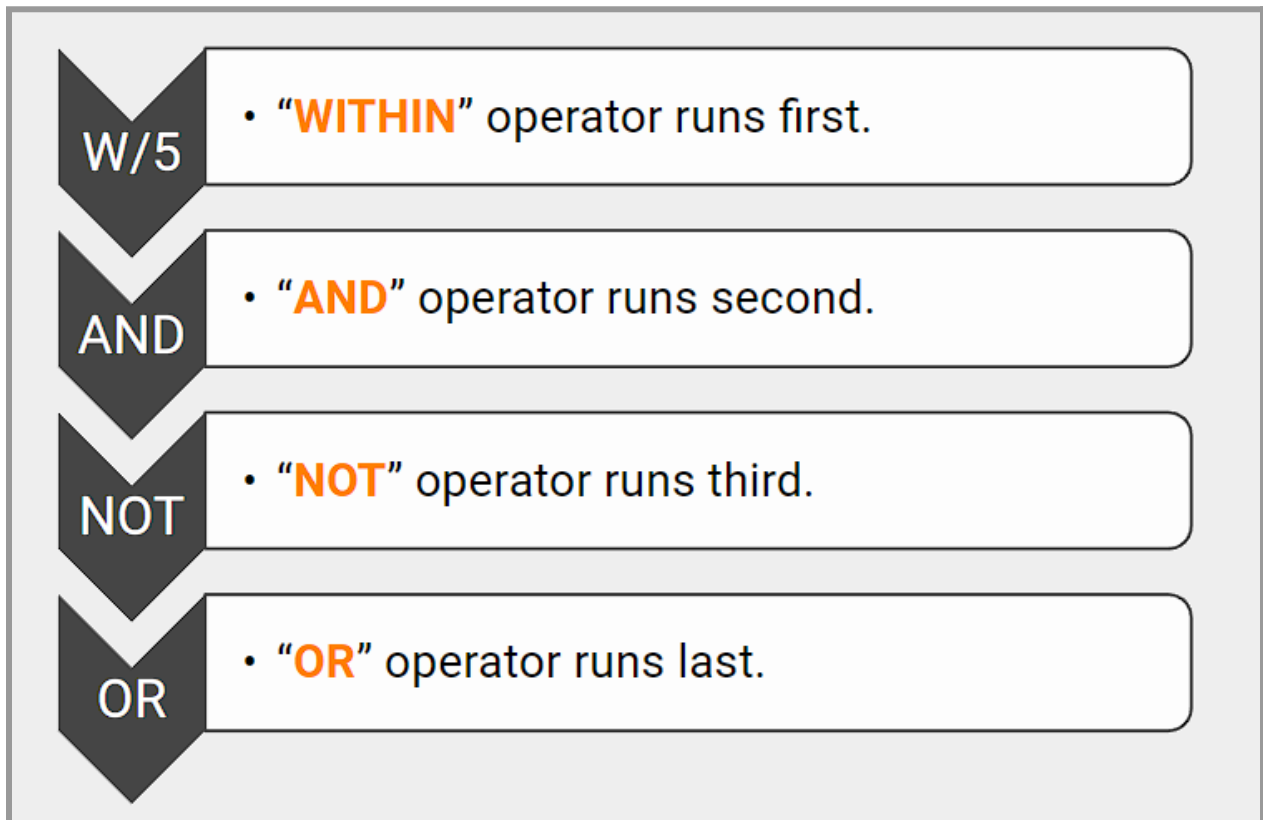 W/5
• “WITHIN” operator runs first.
AND
• “AND” operator runs second.
NOT
• “NOT” operator runs third.
OR
• “OR” operator runs last.